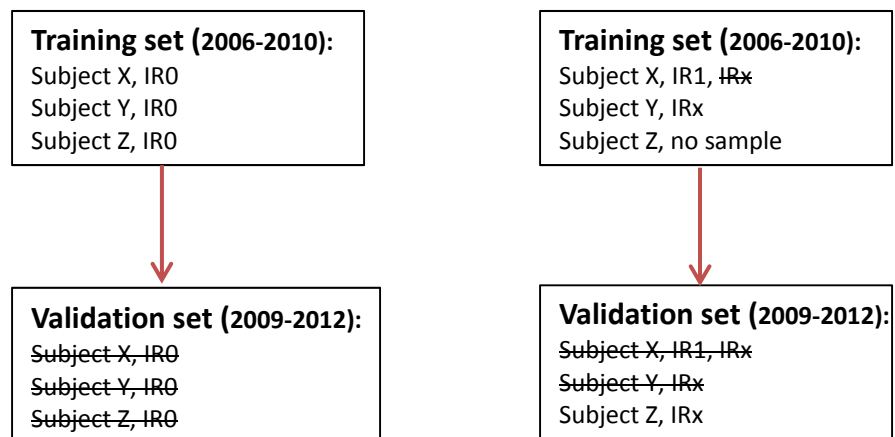 Training set (2006-2010):
Subject X, IR0
Subject Y, IR0
Subject Z, IR0
Validation set (2009-2012):
Subject X, IR0
Subject Y, IR0
Subject Z, IR0
Training set (2006-2010):
Subject X, IR1, IRx
Subject Y, IRx
Subject Z, no sample
Validation set (2009-2012):
Subject X, IR1, IRx
Subject Y, IRx
Subject Z, IRx